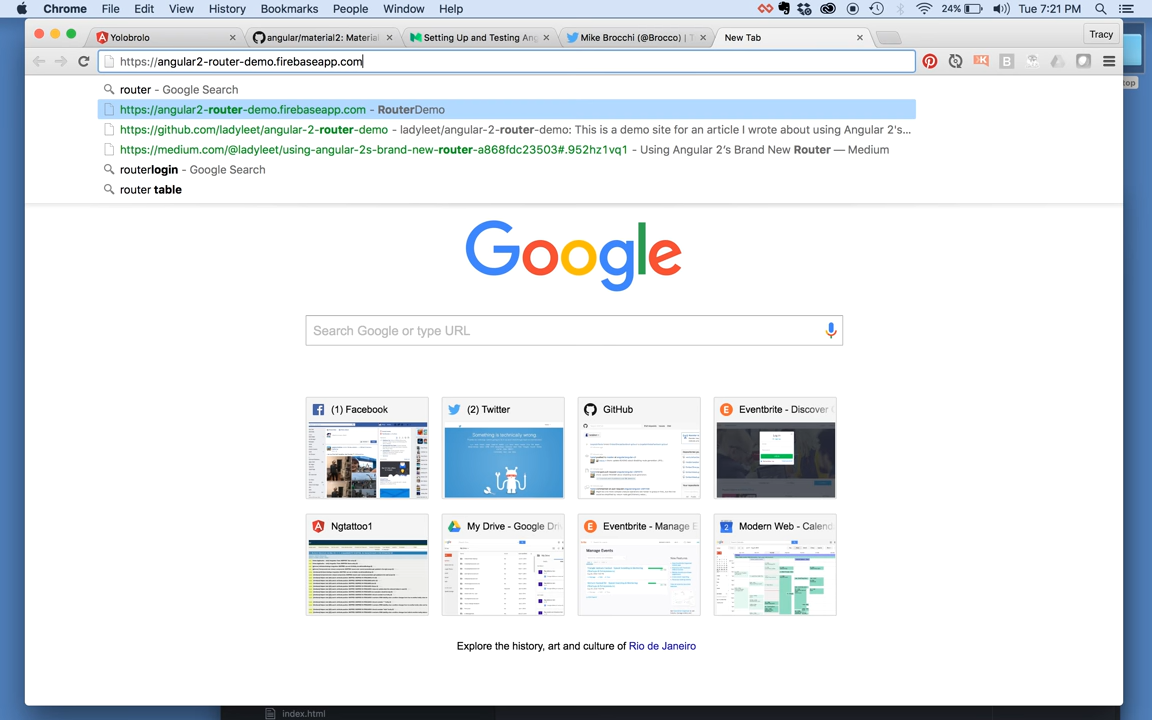 Chrome File Edit View History Bookmarks People Window Help 24% Tue 7:21 PM
Yolobrolo angular/material2: Material Setting Up and Testing Ang Mike Brocchi (@Brocco) | T New Tab Tracy
https://angular2-router-demo.firebaseapp.com
router - Google Search
https://angular2-router-demo.firebaseapp.com - RouterDemo
https://github.com/ladyleet/angular-2-router-demo - ladyleet/angular-2-router-demo: This is a demo site for an article I wrote about using Angular 2's...
https://medium.com/@ladyleet/using-angular-2s-brand-new-router-a868fdc23503#.952hz1vq1 - Using Angular 2's Brand New Router — Medium
routerlogin - Google Search
router table
Google
Search Google or type URL
(1) Facebook (2) Twitter GitHub Eventbrite - Discover
Something is technically wrong
Ngtattoo1 My Drive - Google Dri Eventbrite - Manage E Modern Web - Calend
Manage Events
Explore the history, art and culture of Rio de Janeiro
index.html